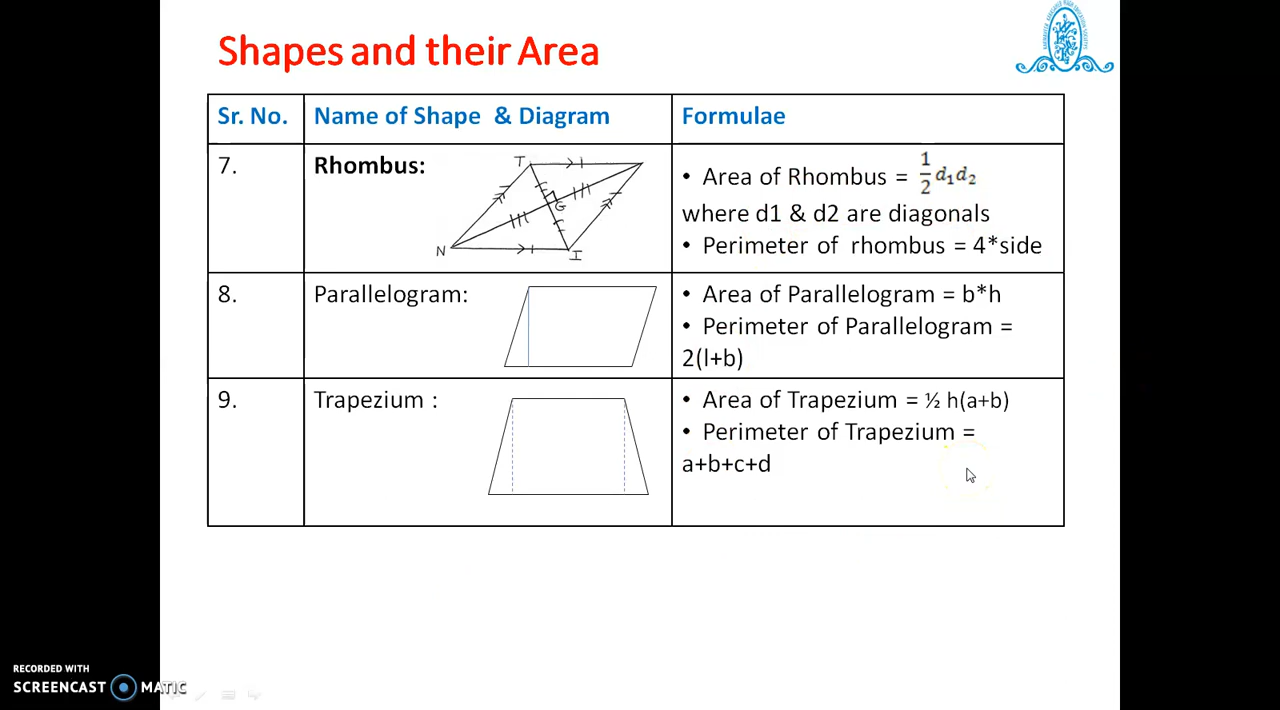 Shapes and their Area
Sr. No. Name of Shape & Diagram Formulae
7. Rhombus:
T
G
N
I
• Area of Rhombus = 1/2 d₁d₂
where d1 & d2 are diagonals
• Perimeter of rhombus = 4*side
8. Parallelogram:
• Area of Parallelogram = b*h
• Perimeter of Parallelogram =
2(l+b)
9. Trapezium :
• Area of Trapezium = ½ h(a+b)
• Perimeter of Trapezium =
a+b+c+d
RECORDED WITH
SCREENCAST MATIC